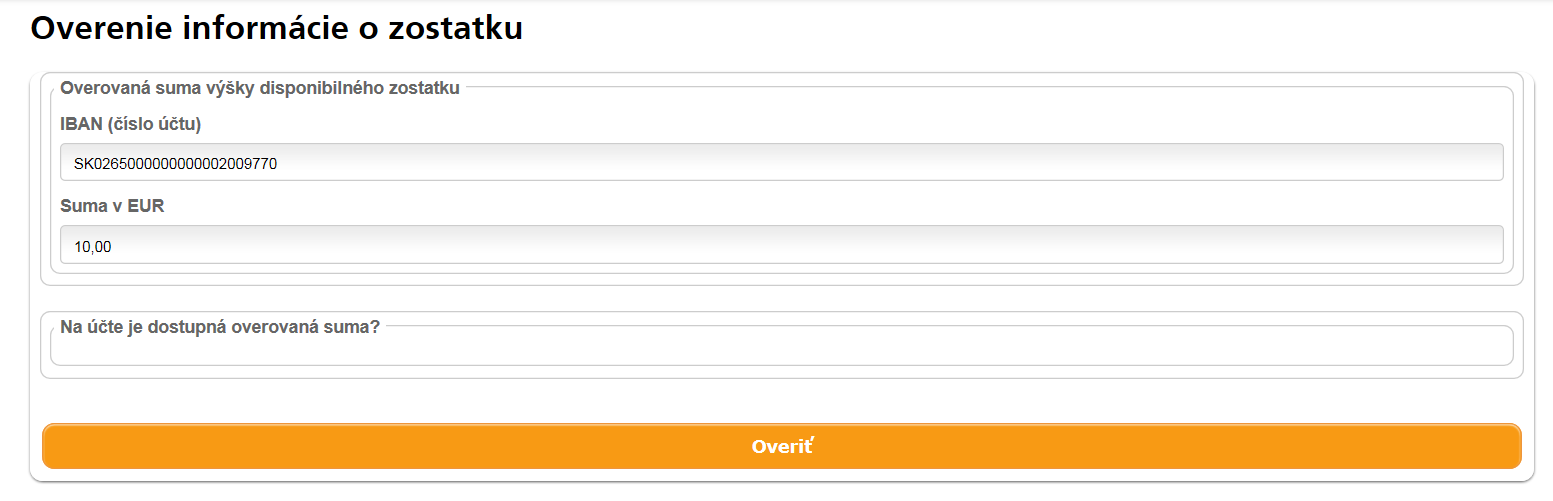 Overenie informácie o zostatku
Overovaná suma výšky disponibilného zostatku
IBAN (číslo účtu)
SK0265000000000002009770
Suma v EUR
10,00
Na účte je dostupná overovaná suma?
Overiť